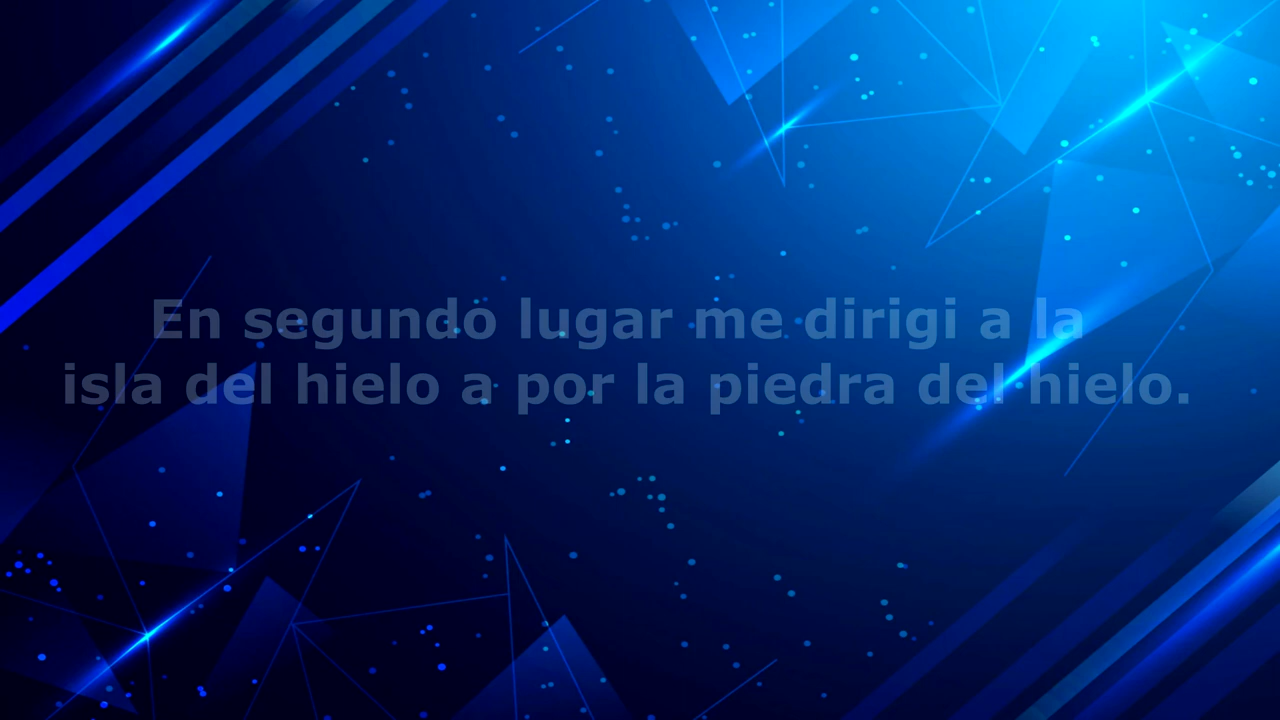 En segundo lugar me dirigi a la
isla del hielo a por la piedra del hielo.